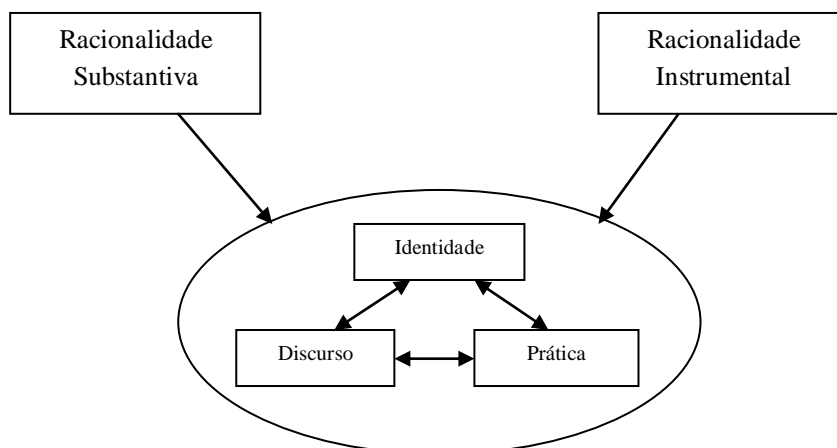 Racionalidade
Substantiva
Racionalidade
Instrumental
Identidade
Discurso
Prática